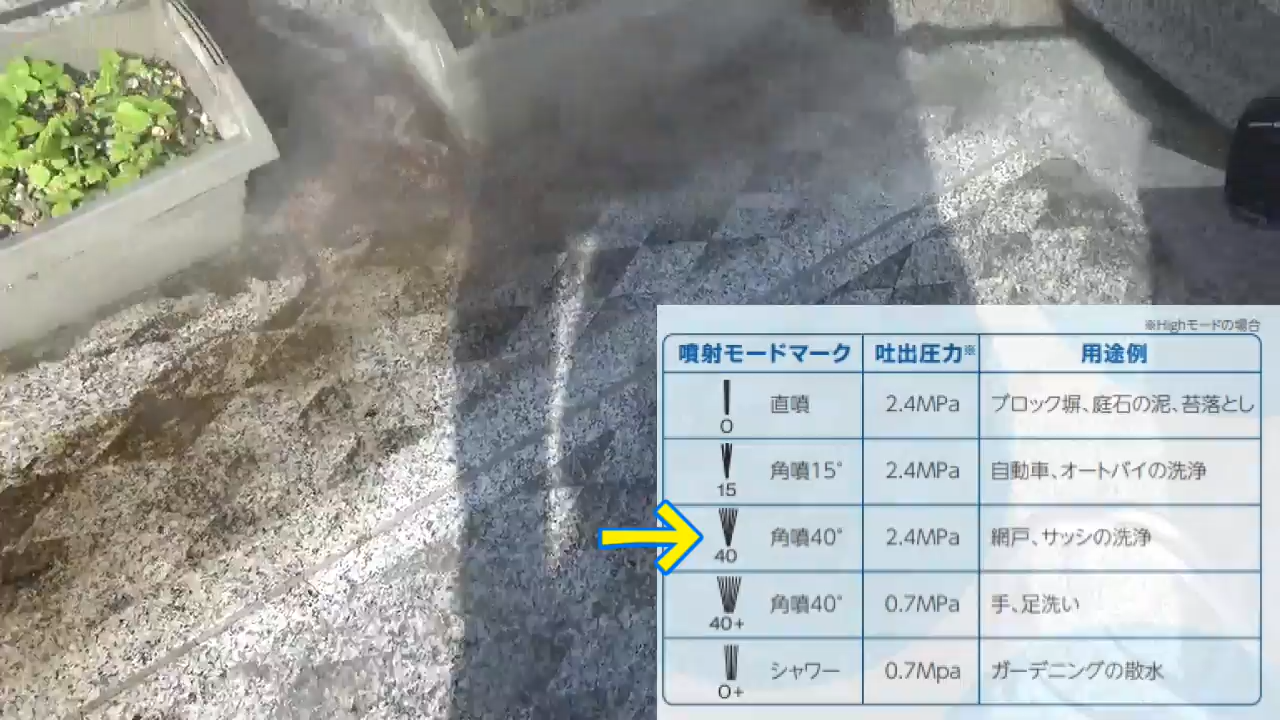 ※Highモードの場合
噴射モードマーク 吐出圧力※ 用途例
0 直噴 2.4MPa ブロック塀、庭石の泥、苔落とし
15 角噴15° 2.4MPa 自動車、オートバイの洗浄
40 角噴40° 2.4MPa 網戸、サッシの洗浄
40+ 角噴40° 0.7MPa 手、足洗い
0+ シャワー 0.7Mpa ガーデニングの散水